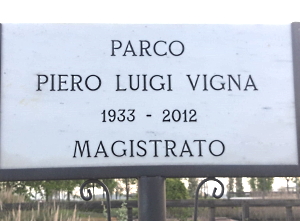 PARCO
PIERO LUIGI VIGNA
1933 - 2012
MAGISTRATO